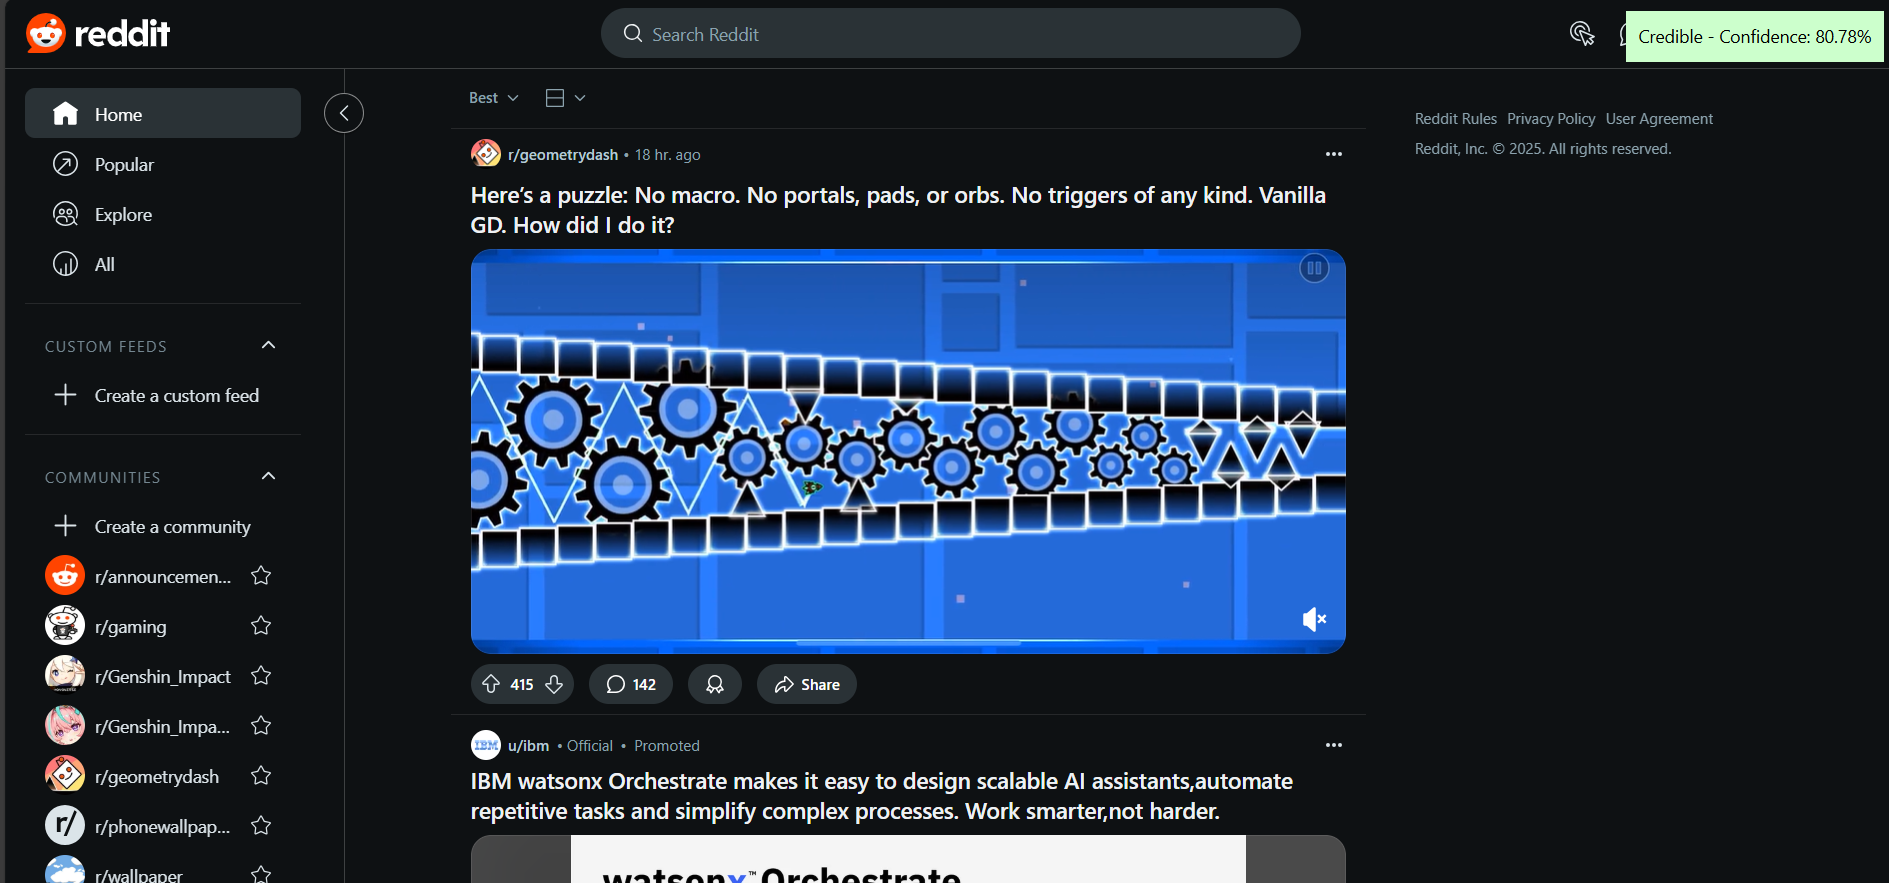 reddit
Search Reddit
Credible - Confidence: 80.78%
Home
Popular
Explore
All
CUSTOM FEEDS
Create a custom feed
COMMUNITIES
Create a community
r/announcemen...
r/gaming
r/Genshin_Impact
r/Genshin_Impa...
r/geometrydash
r/phonewallpap...
r/wallpaper
Best
r/geometrydash • 18 hr. ago
Here’s a puzzle: No macro. No portals, pads, or orbs. No triggers of any kind. Vanilla
GD. How did I do it?
415
142
Share
u/ibm • Official • Promoted
IBM watsonx Orchestrate makes it easy to design scalable AI assistants,automate
repetitive tasks and simplify complex processes. Work smarter,not harder.
watsonx™ Orchestrate
Reddit Rules Privacy Policy User Agreement
Reddit, Inc. © 2025. All rights reserved.
r/
IBM